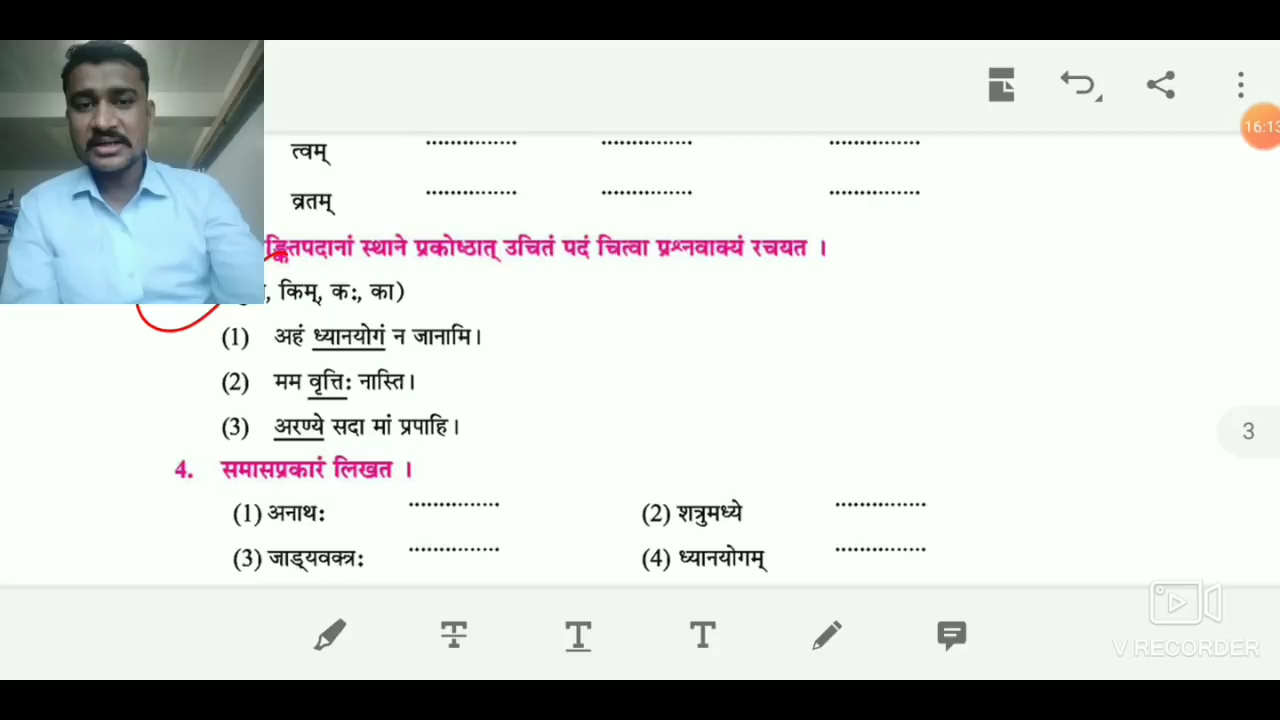 16:13
त्वम् ............... ............... ...............
व्रतम् ............... ............... ...............
ङ्कितपदानां स्थाने प्रकोष्ठात् उचितं पदं चित्वा प्रश्नवाक्यं रचयत ।
, किम्, कः, का)
(1) अहं ध्यानयोगं न जानामि।
(2) मम वृत्तिः नास्ति।
(3) अरण्ये सदा मां प्रपाहि।
3
4. समासप्रकारं लिखत ।
(1) अनाथः ............... (2) शत्रुमध्ये ...............
(3) जाड्यवक्त्रः ............... (4) ध्यानयोगम् ...............
T T T
V RECORDER